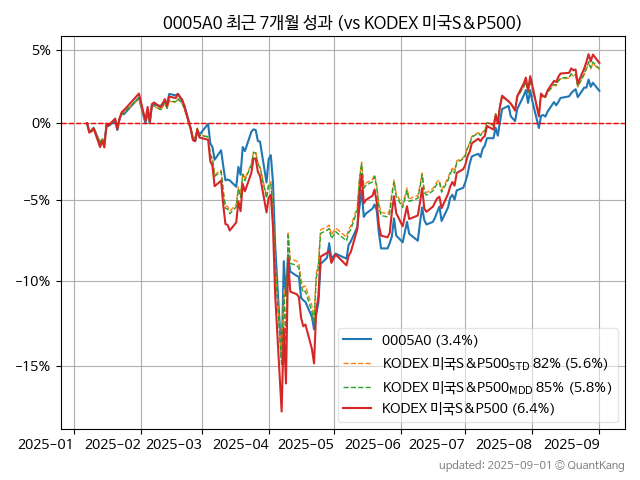 0005A0 최근 7개월 성과 (vs KODEX 미국S&P500)
5%
0%
−5%
−10%
−15%
0005A0 (3.4%)
KODEX 미국S&P500STD 82% (5.6%)
KODEX 미국S&P500MDD 85% (5.8%)
KODEX 미국S&P500 (6.4%)
2025-01 2025-02 2025-03 2025-04 2025-05 2025-06 2025-07 2025-08 2025-09
updated: 2025-09-01 © QuantKang